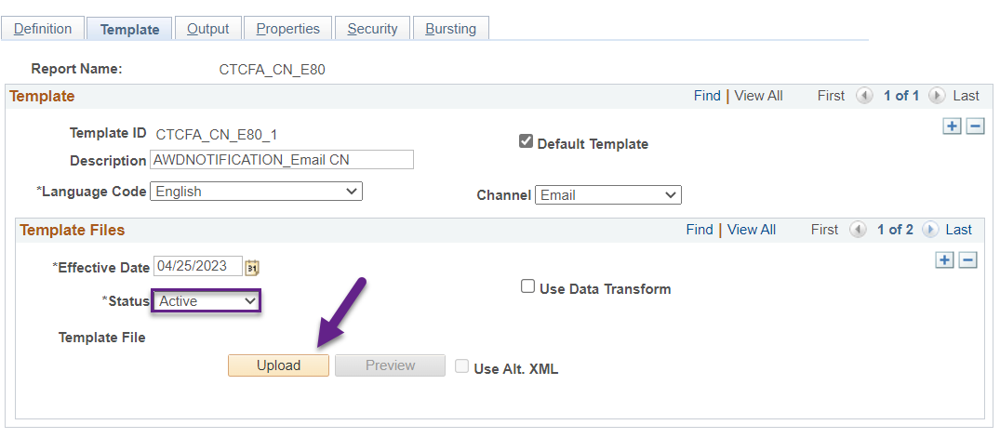 Definition Template Output Properties Security Bursting
Report Name: CTCFA_CN_E80
Template Find | View All First 1 of 1 Last
Template ID CTCFA_CN_E80_1
Default Template
Description AWDNOTIFICATION_Email CN
*Language Code English
Channel Email
Template Files Find | View All First 1 of 2 Last
*Effective Date 04/25/2023 31
Use Data Transform
*Status Active
Template File
Upload Preview Use Alt. XML